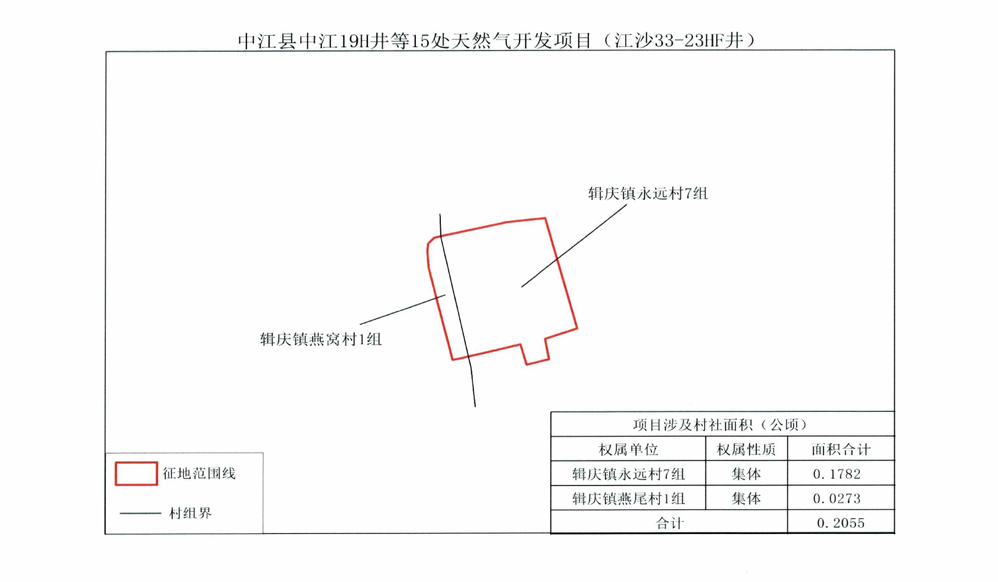 中江县中江19H井等15处天然气开发项目（江沙33-23HF井）
辑庆镇永远村7组
辑庆镇燕窝村1组
项目涉及村社面积（公顷）
权属单位 权属性质 面积合计
辑庆镇永远村7组 集体 0.1782
辑庆镇燕尾村1组 集体 0.0273
合计 0.2055
征地范围线
村组界